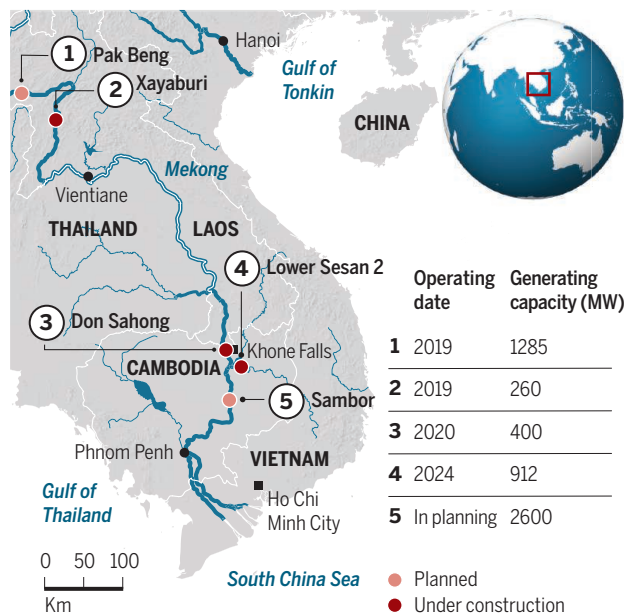 Hanoi
1 Pak Beng
Gulf of
Tonkin
2 Xayaburi
CHINA
Mekong
Vientiane
THAILAND
LAOS
4 Lower Sesan 2
3 Don Sahong
Khone Falls
CAMBODIA
5 Sambor
Phnom Penh
VIETNAM
Gulf of
Thailand
Ho Chi
Minh City
0 50 100
Km
South China Sea
Operating
date
Generating
capacity (MW)
1 2019 1285
2 2019 260
3 2020 400
4 2024 912
5 In planning 2600
Planned
Under construction